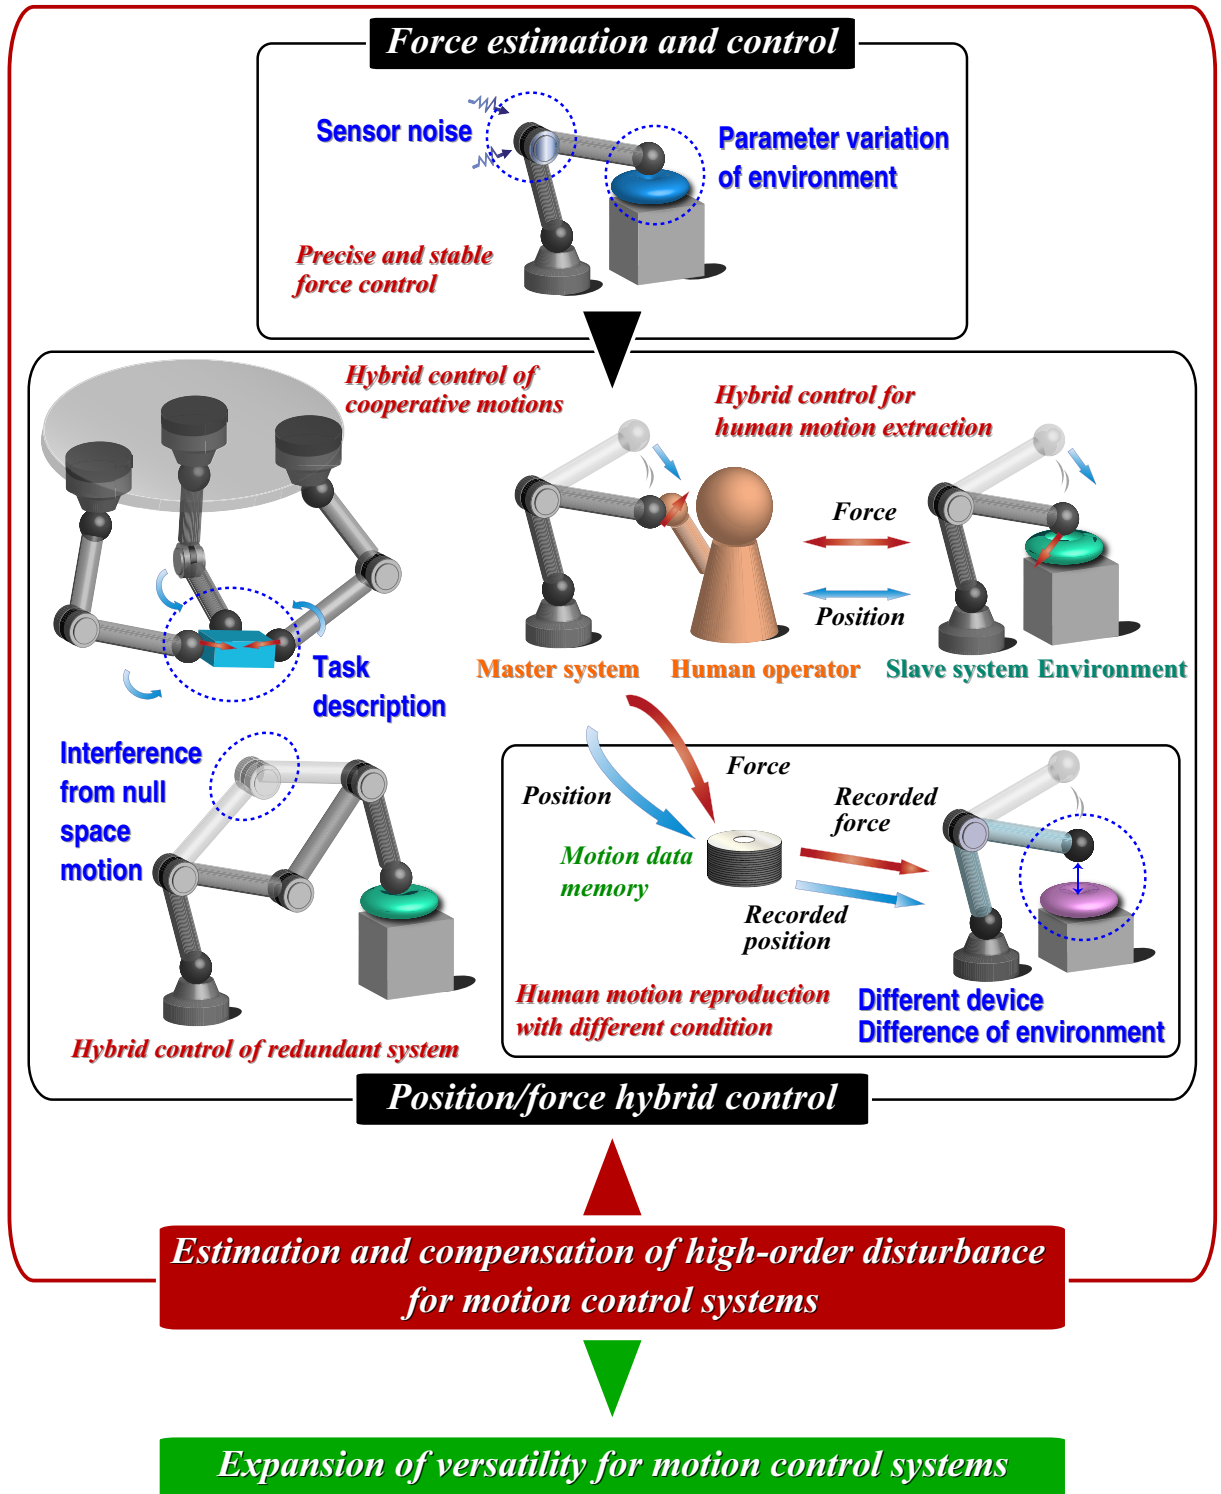 Force estimation and control
Sensor noise
Parameter variation
of environment
Precise and stable
force control
Hybrid control of
cooperative motions
Hybrid control for
human motion extraction
Force
Position
Master system
Human operator
Slave system
Environment
Task
description
Interference
from null
space
motion
Hybrid control of redundant system
Force
Position
Motion data
memory
Recorded
force
Recorded
position
Human motion reproduction
with different condition
Different device
Difference of environment
Position/force hybrid control
Estimation and compensation of high-order disturbance
for motion control systems
Expansion of versatility for motion control systems